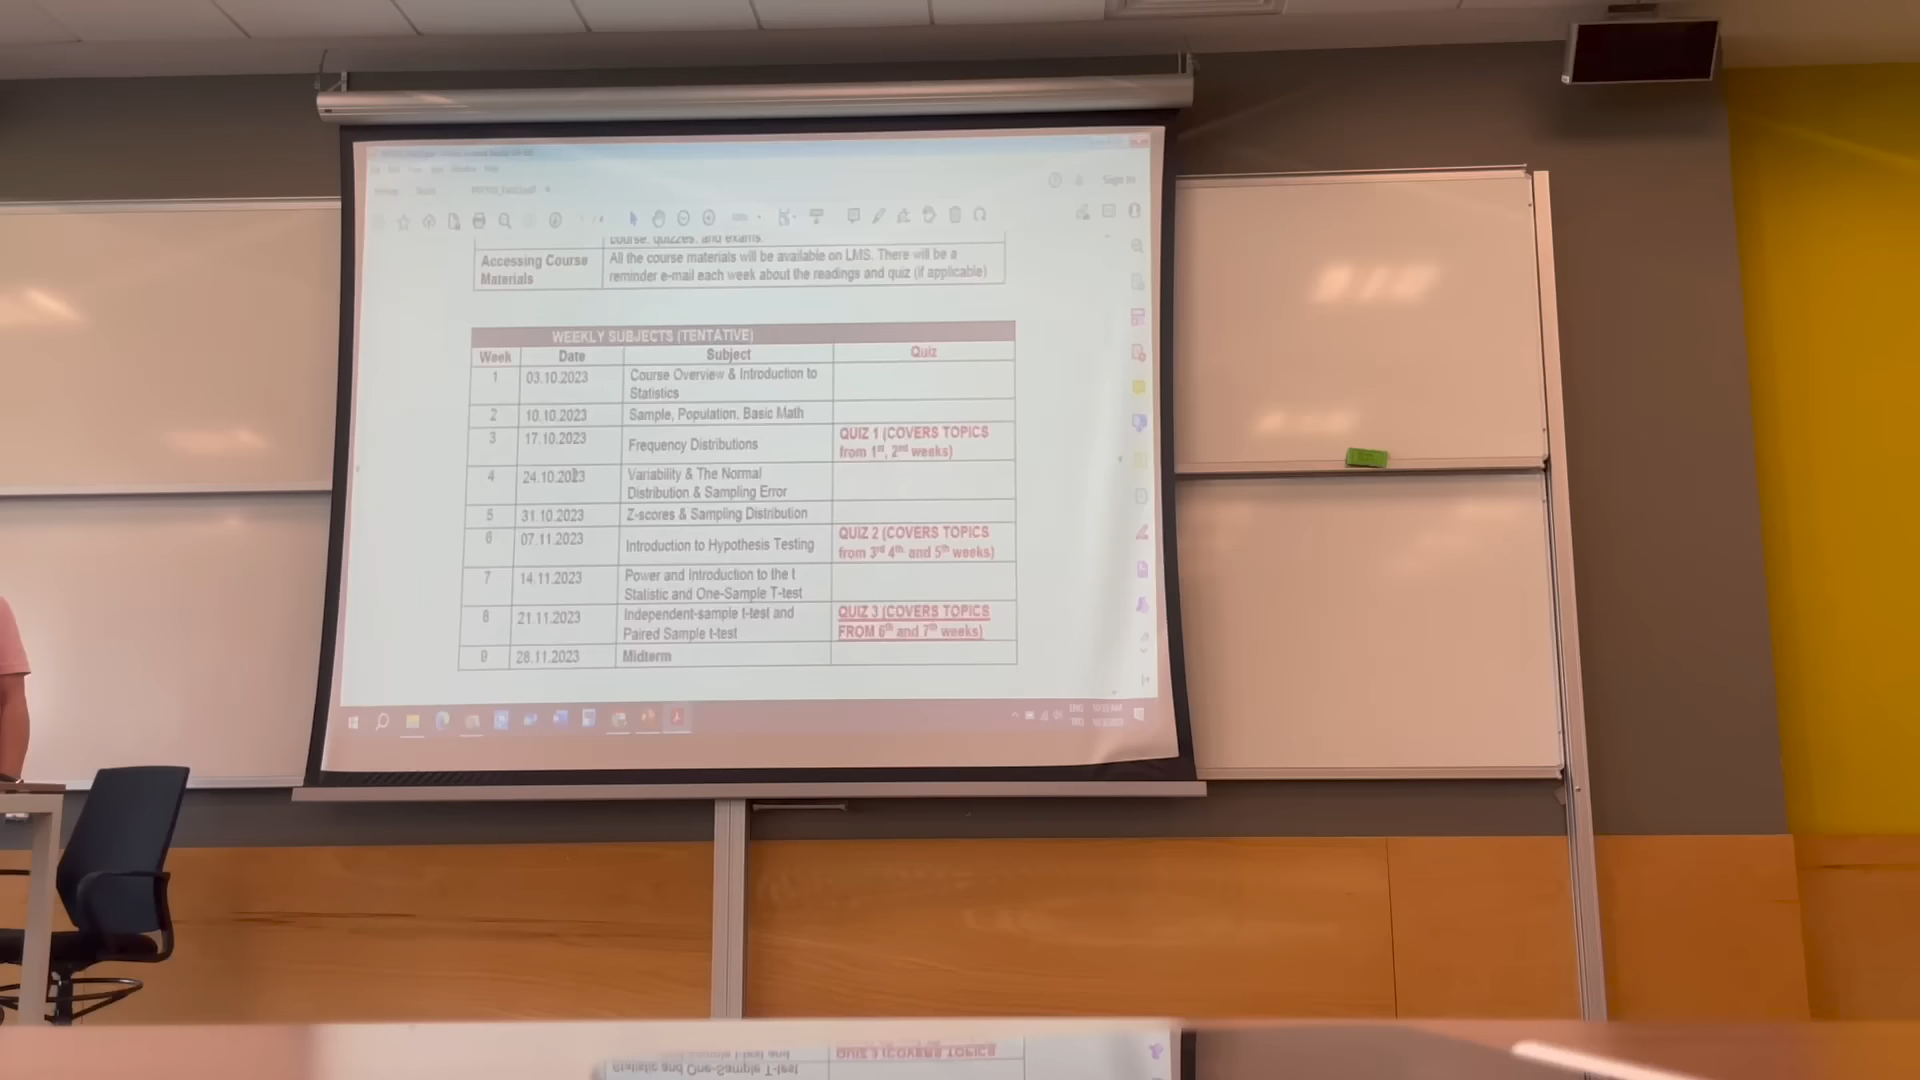 Sign In
course, quizzes, and exams.
Accessing Course
Materials
All the course materials will be available on LMS. There will be a
reminder e-mail each week about the readings and quiz (if applicable)
WEEKLY SUBJECTS (TENTATIVE)
Week Date Subject Quiz
1 03.10.2023 Course Overview & Introduction to
Statistics
2 10.10.2023 Sample, Population, Basic Math
3 17.10.2023 Frequency Distributions QUIZ 1 (COVERS TOPICS
from 1st, 2nd weeks)
4 24.10.2023 Variability & The Normal
Distribution & Sampling Error
5 31.10.2023 Z-scores & Sampling Distribution
6 07.11.2023 Introduction to Hypothesis Testing QUIZ 2 (COVERS TOPICS
from 3rd 4th and 5th weeks)
7 14.11.2023 Power and Introduction to the t
Statistic and One-Sample T-test
8 21.11.2023 Independent-sample t-test and
Paired Sample t-test
QUIZ 3 (COVERS TOPICS
FROM 6th and 7th weeks)
9 28.11.2023 Midterm
ENG